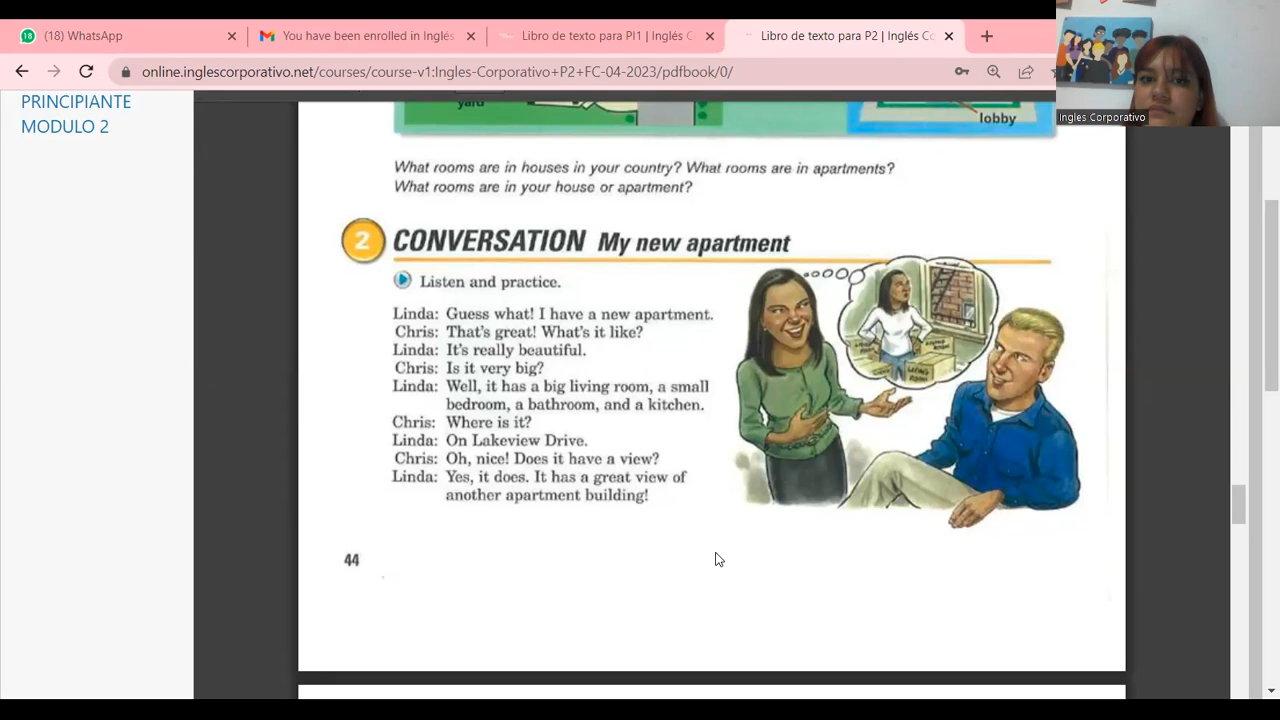 (18) WhatsApp
You have been enrolled in Inglés
Libro de texto para PI1 | Inglés C
Libro de texto para P2 | Inglés Co
online.inglescorporativo.net/courses/course-v1:Ingles-Corporativo+P2+FC-04-2023/pdfbook/0/
Ingles Corporativo
PRINCIPIANTE
MODULO 2
yard
lobby
What rooms are in houses in your country? What rooms are in apartments?
What rooms are in your house or apartment?
2 CONVERSATION My new apartment
Listen and practice.
Linda: Guess what! I have a new apartment.
Chris: That's great! What's it like?
Linda: It's really beautiful.
Chris: Is it very big?
Linda: Well, it has a big living room, a small
bedroom, a bathroom, and a kitchen.
Chris: Where is it?
Linda: On Lakeview Drive.
Chris: Oh, nice! Does it have a view?
Linda: Yes, it does. It has a great view of
another apartment building!
44